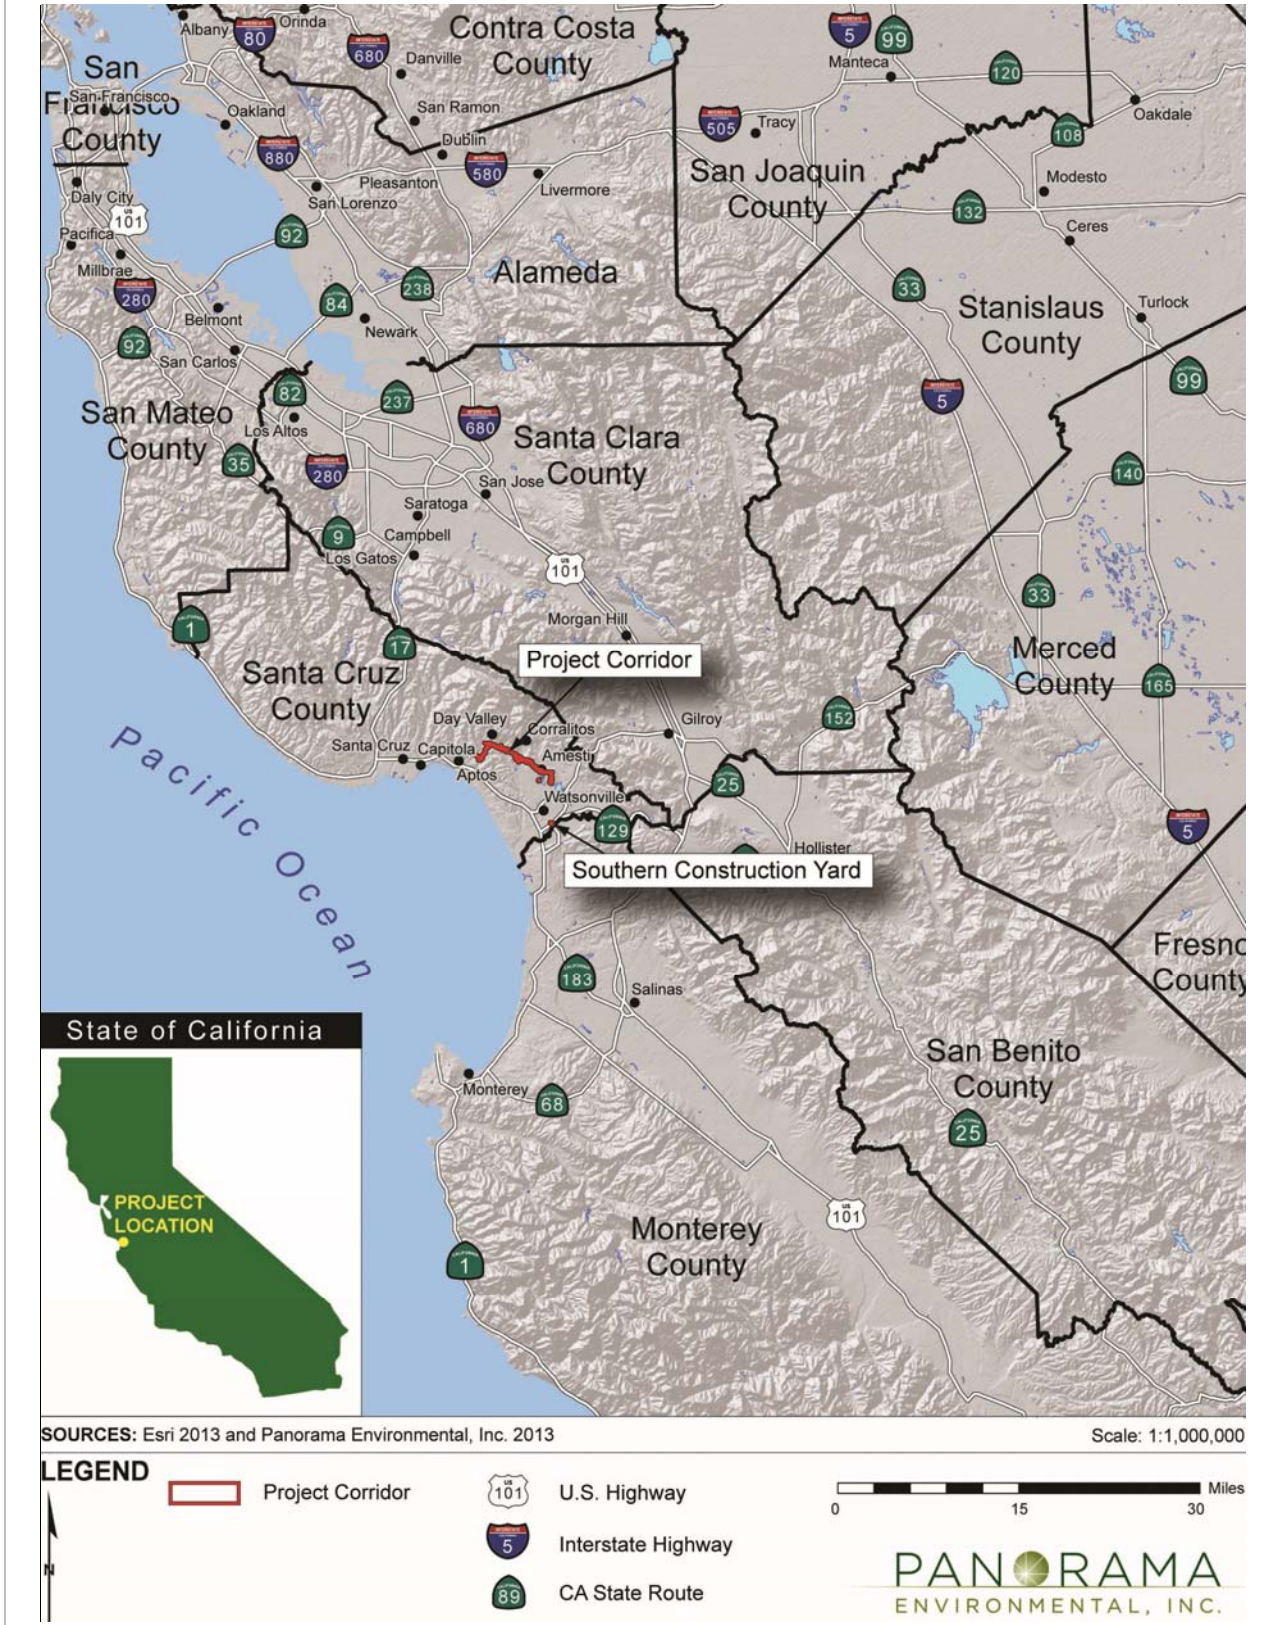 Albany
Orinda
80
680
Danville
Contra Costa
County
5
99
Manteca
120
San
Francisco
County
San Francisco
Oakland
San Ramon
Dublin
880
580
Pleasanton
Livermore
San Lorenzo
505
Tracy
Oakdale
108
San Joaquin
County
Modesto
132
Ceres
Daly City
US
101
Pacifica
Millbrae
92
280
Belmont
84
238
Alameda
Newark
33
Stanislaus
County
Turlock
92
San Carlos
82
237
680
5
99
San Mateo
County
Los Altos
35
280
Santa Clara
County
San Jose
140
Saratoga
9
Campbell
Los Gatos
US
101
33
1
17
Morgan Hill
Project Corridor
Merced
County
165
Santa Cruz
County
152
Day Valley
Corralitos
Gilroy
Santa Cruz
Capitola
Amesti
Aptos
25
Watsonville
129
5
Hollister
Southern Construction Yard
Pacific Ocean
Fresno
County
183
Salinas
State of California
San Benito
County
Monterey
68
25
PROJECT
LOCATION
US
101
Monterey
County
1
SOURCES: Esri 2013 and Panorama Environmental, Inc. 2013
Scale: 1:1,000,000
LEGEND
Project Corridor
US
101
U.S. Highway
Miles
0
15
30
5
Interstate Highway
N
89
CA State Route
PANORAMA
ENVIRONMENTAL, INC.